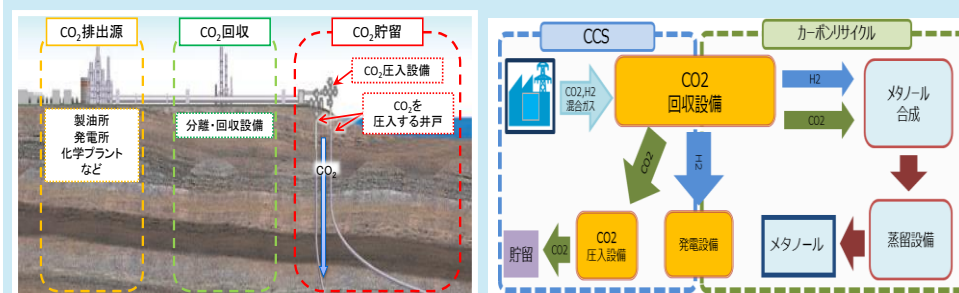 CO₂排出源
CO₂回収
CO₂貯留
CO₂圧入設備
CO₂を
圧入する井戸
製油所
発電所
化学プラント
など
分離・回収設備
CO₂
CCS
カーボンリサイクル
CO2,H2
混合ガス
CO2
回収設備
H2
CO2
メタノール
合成
CO2
H2
貯留
CO2
CO2
圧入設備
発電設備
メタノール
蒸留設備